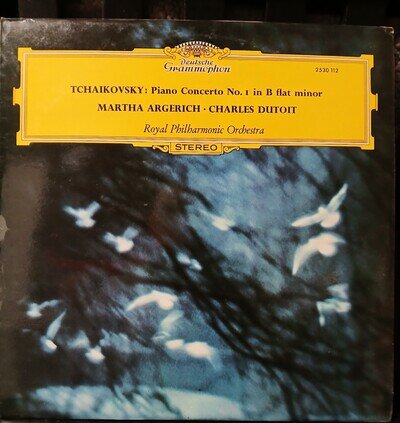 Deutsche
Grammophon
2530 112
TCHAIKOVSKY: Piano Concerto No. 1 in B flat minor
MARTHA ARGERICH · CHARLES DUTOIT
Royal Philharmonic Orchestra
STEREO